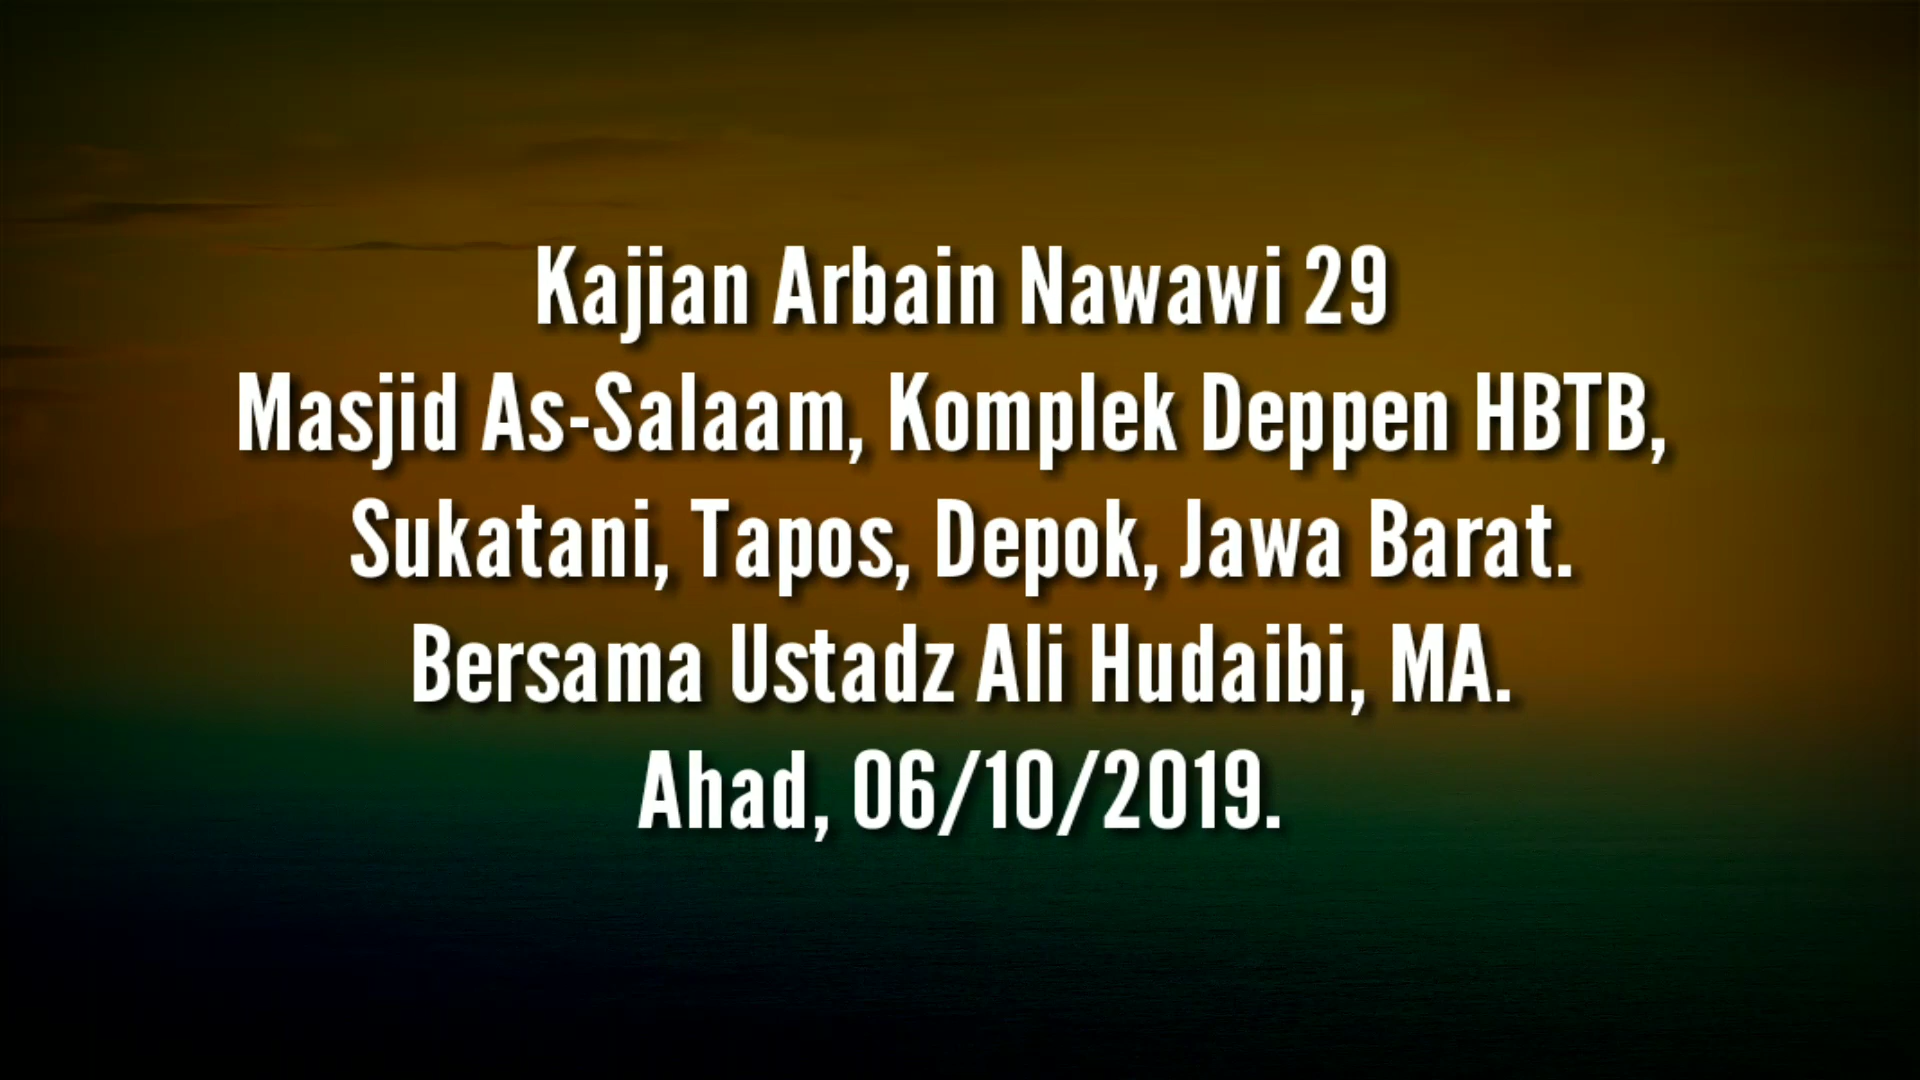 Kajian Arbain Nawawi 29
Masjid As-Salaam, Komplek Deppen HBTB,
Sukatani, Tapos, Depok, Jawa Barat.
Bersama Ustadz Ali Hudaibi, MA.
Ahad, 06/10/2019.